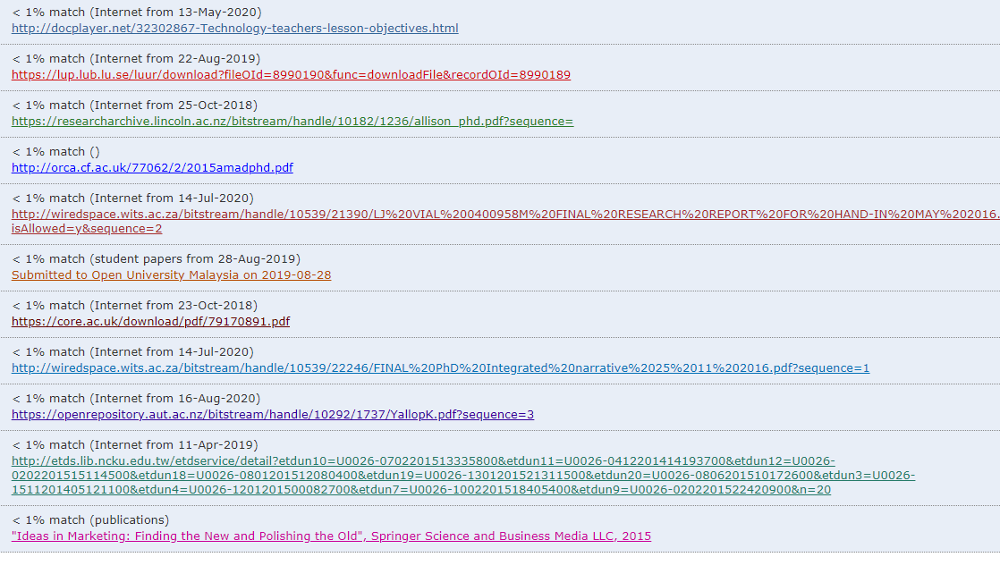 < 1% match (Internet from 13-May-2020)
http://docplayer.net/32302867-Technology-teachers-lesson-objectives.html
< 1% match (Internet from 22-Aug-2019)
https://lup.lub.lu.se/luur/download?fileOId=8990190&func=downloadFile&recordOId=8990189
< 1% match (Internet from 25-Oct-2018)
https://researcharchive.lincoln.ac.nz/bitstream/handle/10182/1236/allison_phd.pdf?sequence=
< 1% match ()
http://orca.cf.ac.uk/77062/2/2015amadphd.pdf
< 1% match (Internet from 14-Jul-2020)
http://wiredspace.wits.ac.za/bitstream/handle/10539/21390/LJ%20VIAL%200400958M%20FINAL%20RESEARCH%20REPORT%20FOR%20HAND-IN%20MAY%202016.
isAllowed=y&sequence=2
< 1% match (student papers from 28-Aug-2019)
Submitted to Open University Malaysia on 2019-08-28
< 1% match (Internet from 23-Oct-2018)
https://core.ac.uk/download/pdf/79170891.pdf
< 1% match (Internet from 14-Jul-2020)
http://wiredspace.wits.ac.za/bitstream/handle/10539/22246/FINAL%20PhD%20Integrated%20narrative%2025%2011%202016.pdf?sequence=1
< 1% match (Internet from 16-Aug-2020)
https://openrepository.aut.ac.nz/bitstream/handle/10292/1737/YallopK.pdf?sequence=3
< 1% match (Internet from 11-Apr-2019)
http://etds.lib.ncku.edu.tw/etdservice/detail?etdun10=U0026-0702201513335800&etdun11=U0026-0412201414193700&etdun12=U0026-
0202201515114500&etdun18=U0026-0801201512080400&etdun19=U0026-1301201521311500&etdun20=U0026-0806201510172600&etdun3=U0026-
1511201405121100&etdun4=U0026-1201201500082700&etdun7=U0026-1002201518405400&etdun9=U0026-0202201522420900&n=20
< 1% match (publications)
"Ideas in Marketing: Finding the New and Polishing the Old", Springer Science and Business Media LLC, 2015